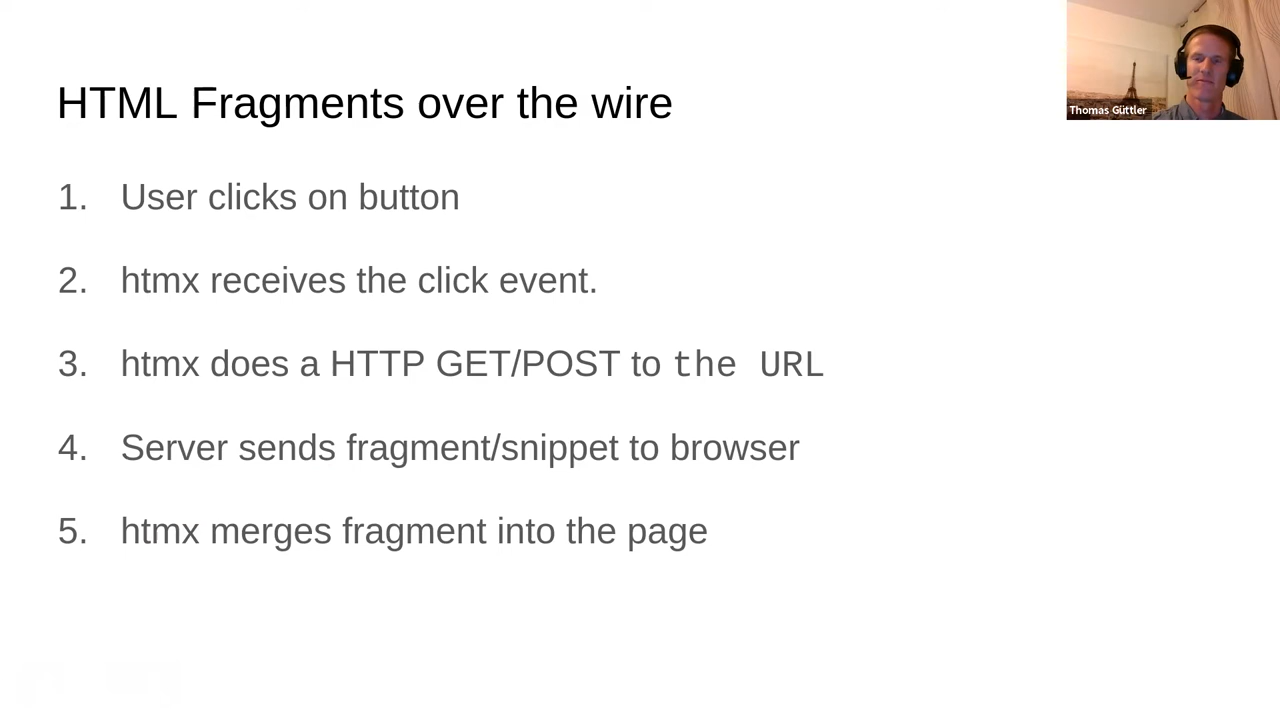 HTML Fragments over the wire
Thomas Güttler
1. User clicks on button
2. htmx receives the click event.
3. htmx does a HTTP GET/POST to the URL
4. Server sends fragment/snippet to browser
5. htmx merges fragment into the page